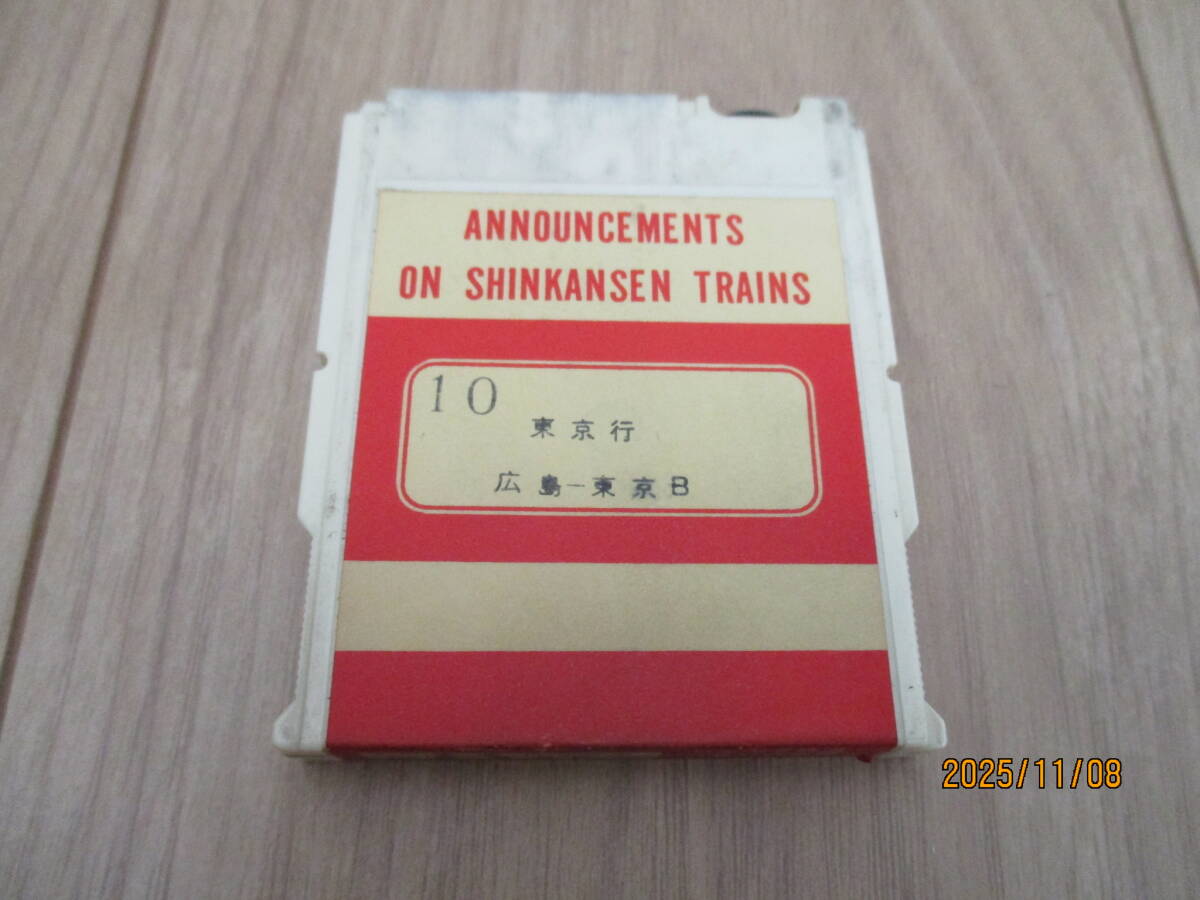 ANNOUNCEMENTS
ON SHINKANSEN TRAINS
10
東京行
広島-東京B
2025/11/08